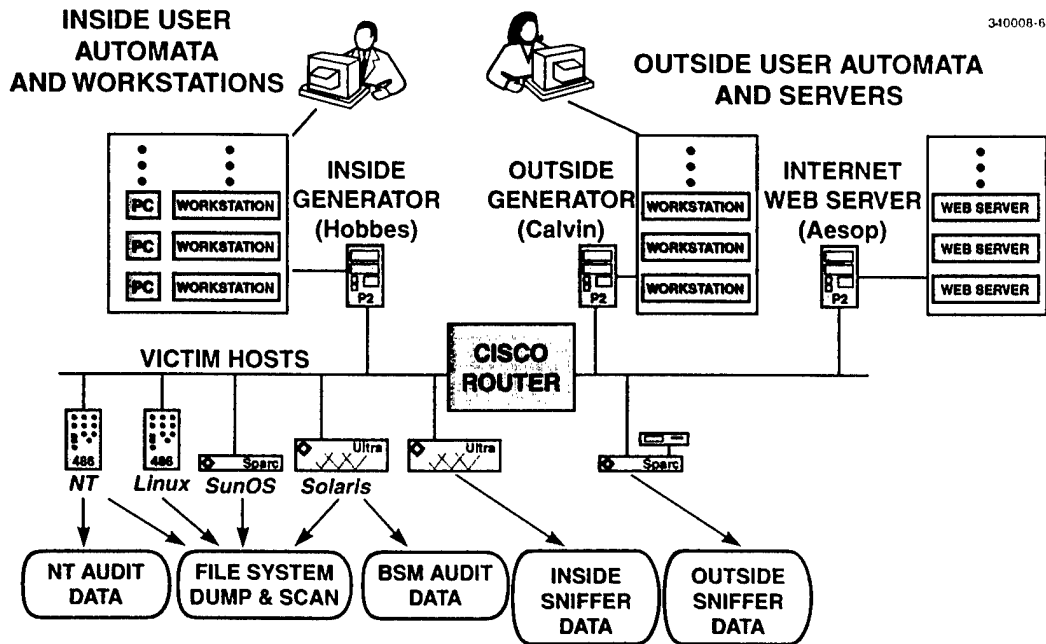 340008-6
INSIDE USER
AUTOMATA
AND WORKSTATIONS
OUTSIDE USER AUTOMATA
AND SERVERS
INSIDE
GENERATOR
(Hobbes)
OUTSIDE
GENERATOR
(Calvin)
INTERNET
WEB SERVER
(Aesop)
PC WORKSTATION
PC WORKSTATION
PC WORKSTATION
P2
P2
WORKSTATION
WORKSTATION
WORKSTATION
P2
WEB SERVER
WEB SERVER
WEB SERVER
VICTIM HOSTS
CISCO
ROUTER
486
NT
486
Linux
Sparc
SunOS
Ultra
Solaris
Ultra
Sparc
NT AUDIT
DATA
FILE SYSTEM
DUMP & SCAN
BSM AUDIT
DATA
INSIDE
SNIFFER
DATA
OUTSIDE
SNIFFER
DATA